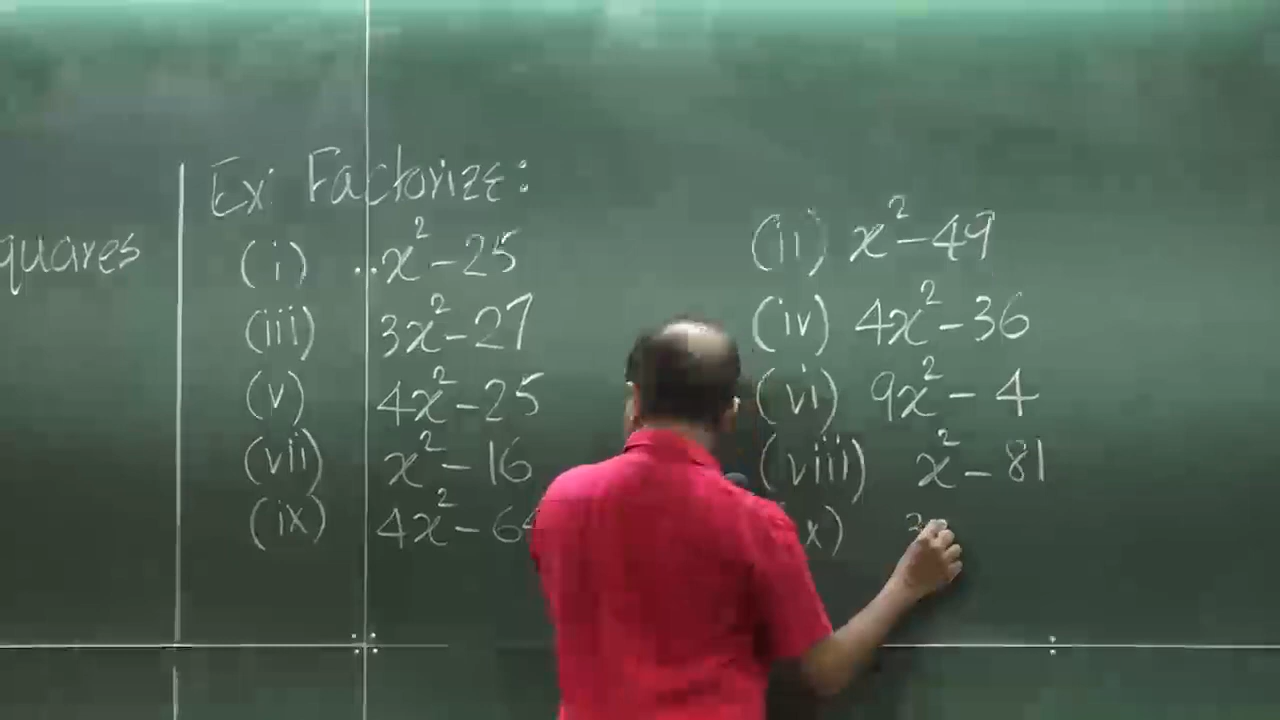 quares
Ex: Factorize:
(i) x² - 25
(ii) x² - 49
(iii) 3x² - 27
(iv) 4x² - 36
(v) 4x² - 25
(vi) 9x² - 4
(vii) x² - 16
(viii) x² - 81
(ix) 4x² - 64
x)